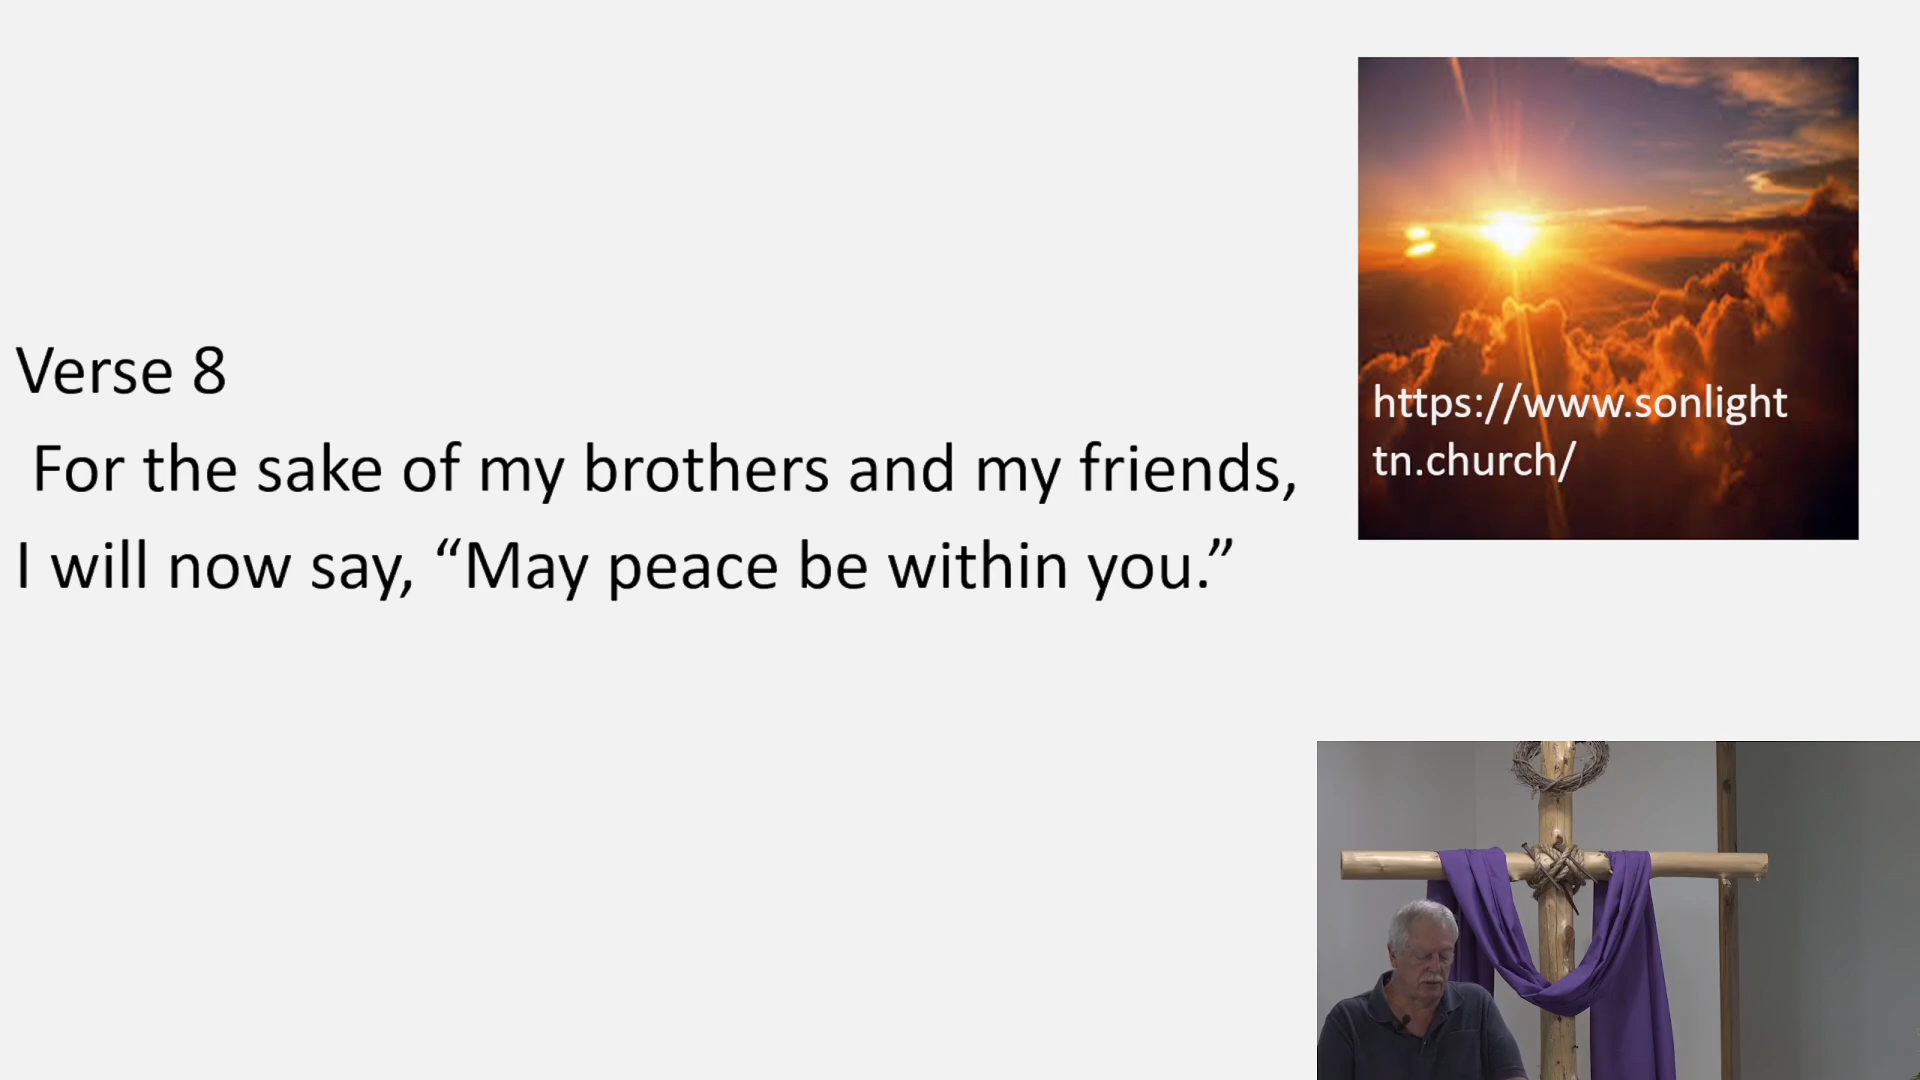 Verse 8
For the sake of my brothers and my friends,
I will now say, “May peace be within you.”
https://www.sonlight
tn.church/